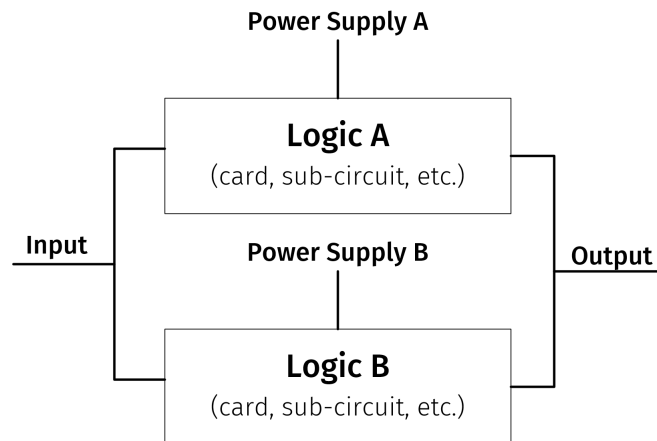 Power Supply A
Logic A
(card, sub-circuit, etc.)
Input
Power Supply B
Output
Logic B
(card, sub-circuit, etc.)